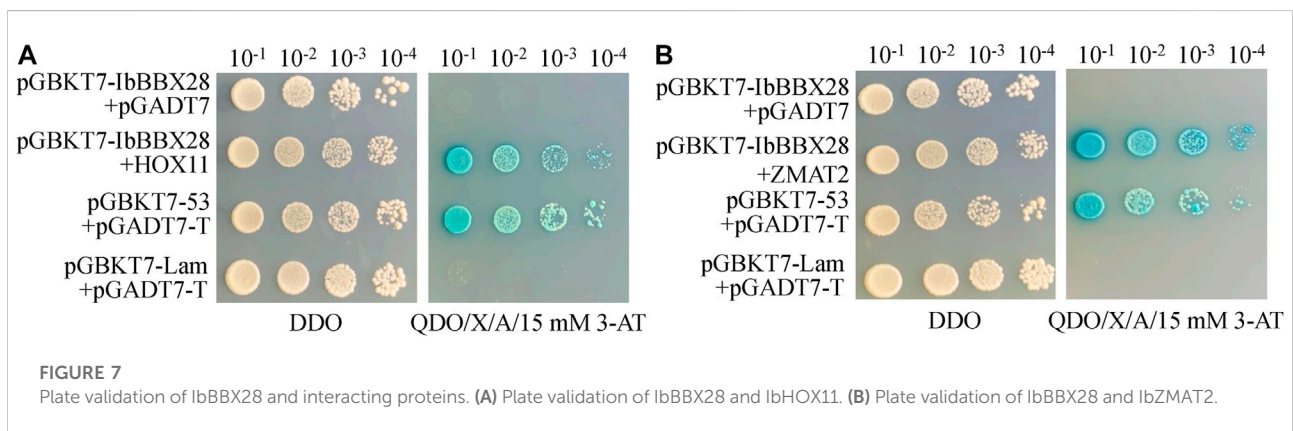 A
10-1 10-2 10-3 10-4 10-1 10-2 10-3 10-4
pGBKT7-IbBBX28
+pGADT7
pGBKT7-IbBBX28
+HOX11
pGBKT7-53
+pGADT7-T
pGBKT7-Lam
+pGADT7-T
DDO QDO/X/A/15 mM 3-AT
B
10-1 10-2 10-3 10-4 10-1 10-2 10-3 10-4
pGBKT7-IbBBX28
+pGADT7
pGBKT7-IbBBX28
+ZMAT2
pGBKT7-53
+pGADT7-T
pGBKT7-Lam
+pGADT7-T
DDO QDO/X/A/15 mM 3-AT
FIGURE 7
Plate validation of IbBBX28 and interacting proteins. (A) Plate validation of IbBBX28 and IbHOX11. (B) Plate validation of IbBBX28 and IbZMAT2.